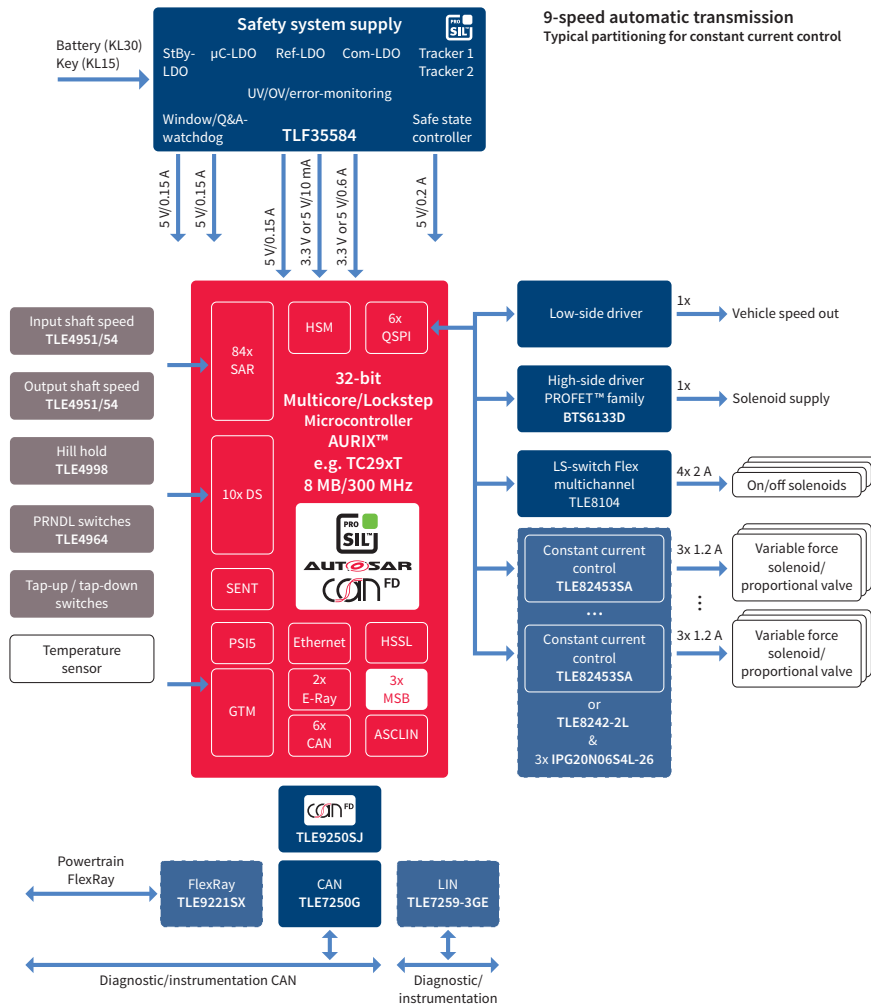 9-speed automatic transmission
Typical partitioning for constant current control
Safety system supply
PRO
SIL™
Battery (KL30)
Key (KL15)
StBy-
LDO
µC-LDO
Ref-LDO
Com-LDO
Tracker 1
Tracker 2
UV/OV/error-monitoring
Window/Q&A-
watchdog
TLF35584
Safe state
controller
5 V/0.15 A
5 V/0.15 A
5 V/0.15 A
3.3 V or 5 V/10 mA
3.3 V or 5 V/0.6 A
5 V/0.2 A
Input shaft speed
TLE4951/54
Output shaft speed
TLE4951/54
Hill hold
TLE4998
PRNDL switches
TLE4964
Tap-up / tap-down
switches
Temperature
sensor
84x
SAR
HSM
6x
QSPI
32-bit
Multicore/Lockstep
Microcontroller
AURIX™
e.g. TC29xT
8 MB/300 MHz
10x DS
PRO
SIL™
AUTOSAR
CAN FD
SENT
PSI5
Ethernet
HSSL
GTM
2x
E-Ray
3x
MSB
6x
CAN
ASCLIN
Low-side driver
1x
Vehicle speed out
High-side driver
PROFET™ family
BTS6133D
1x
Solenoid supply
LS-switch Flex
multichannel
TLE8104
4x 2 A
On/off solenoids
Constant current
control
TLE82453SA
3x 1.2 A
Variable force
solenoid/
proportional valve
...
⋮
Constant current
control
TLE82453SA
3x 1.2 A
Variable force
solenoid/
proportional valve
or
TLE8242-2L
&
3x IPG20N06S4L-26
CAN FD
TLE9250SJ
Powertrain
FlexRay
FlexRay
TLE9221SX
CAN
TLE7250G
LIN
TLE7259-3GE
Diagnostic/instrumentation CAN
Diagnostic/
instrumentation